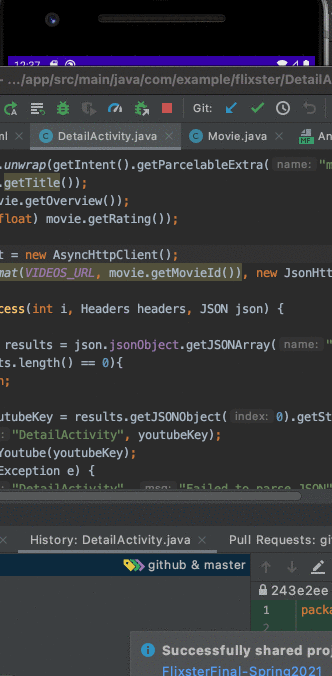 12:37
- .../app/src/main/java/com/example/flixster/DetailA
Git:
ml DetailActivity.java Movie.java An
.unwrap(getIntent().getParcelableExtra( name: "m
.getTitle());
vie.getOverview());
float) movie.getRating());
t = new AsyncHttpClient();
mat(VIDEOS_URL, movie.getMovieId()), new JsonHtt
cess(int i, Headers headers, JSON json) {
results = json.jsonObject.getJSONArray( name: "
ts.length() == 0){
n;
utubeKey = results.getJSONObject( index: 0).getSt
: "DetailActivity", youtubeKey);
Youtube(youtubeKey);
Exception e) {
"DetailActivity", msg: "Failed to parse JSON"
History: DetailActivity.java Pull Requests: gi
github & master
243e2ee
1 packa
2
Successfully shared proj
FlixsterFinal-Spring2021